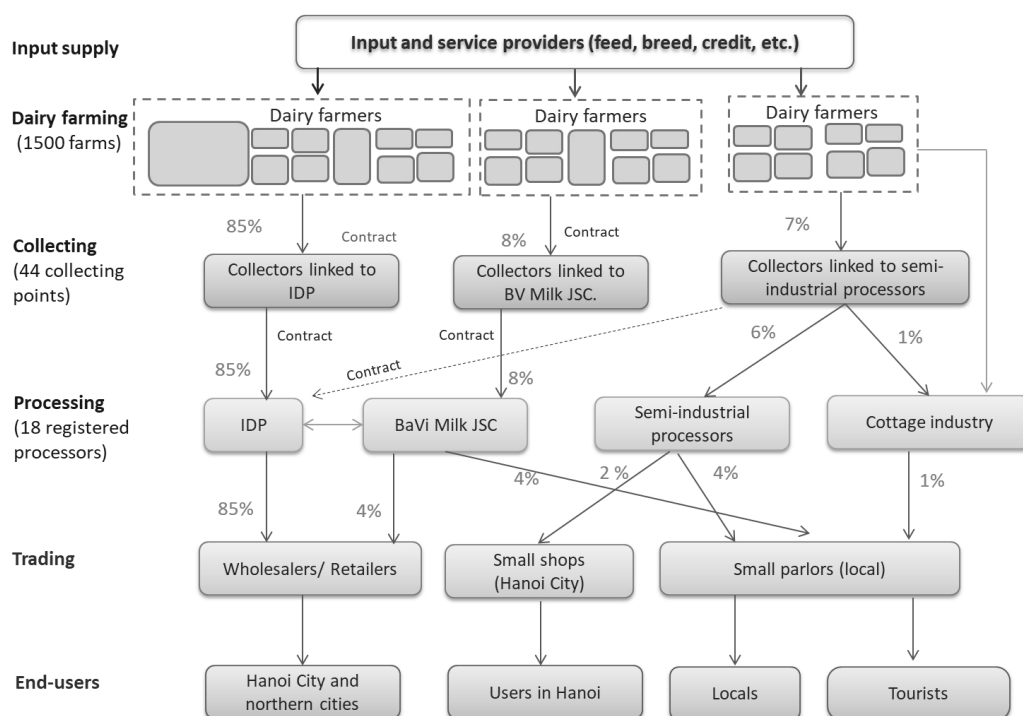 Input supply
Input and service providers (feed, breed, credit, etc.)
Dairy farming
(1500 farms)
Dairy farmers
Dairy farmers
Dairy farmers
85%
Contract
8%
Contract
7%
Collecting
(44 collecting
points)
Collectors linked to
IDP
Collectors linked to
BV Milk JSC.
Collectors linked to semi-
industrial processors
Contract
Contract
6%
1%
85%
Contract
8%
Processing
(18 registered
processors)
IDP
BaVi Milk JSC
Semi-industrial
processors
Cottage industry
85%
4%
4%
2 %
4%
1%
Trading
Wholesalers/ Retailers
Small shops
(Hanoi City)
Small parlors (local)
End-users
Hanoi City and
northern cities
Users in Hanoi
Locals
Tourists